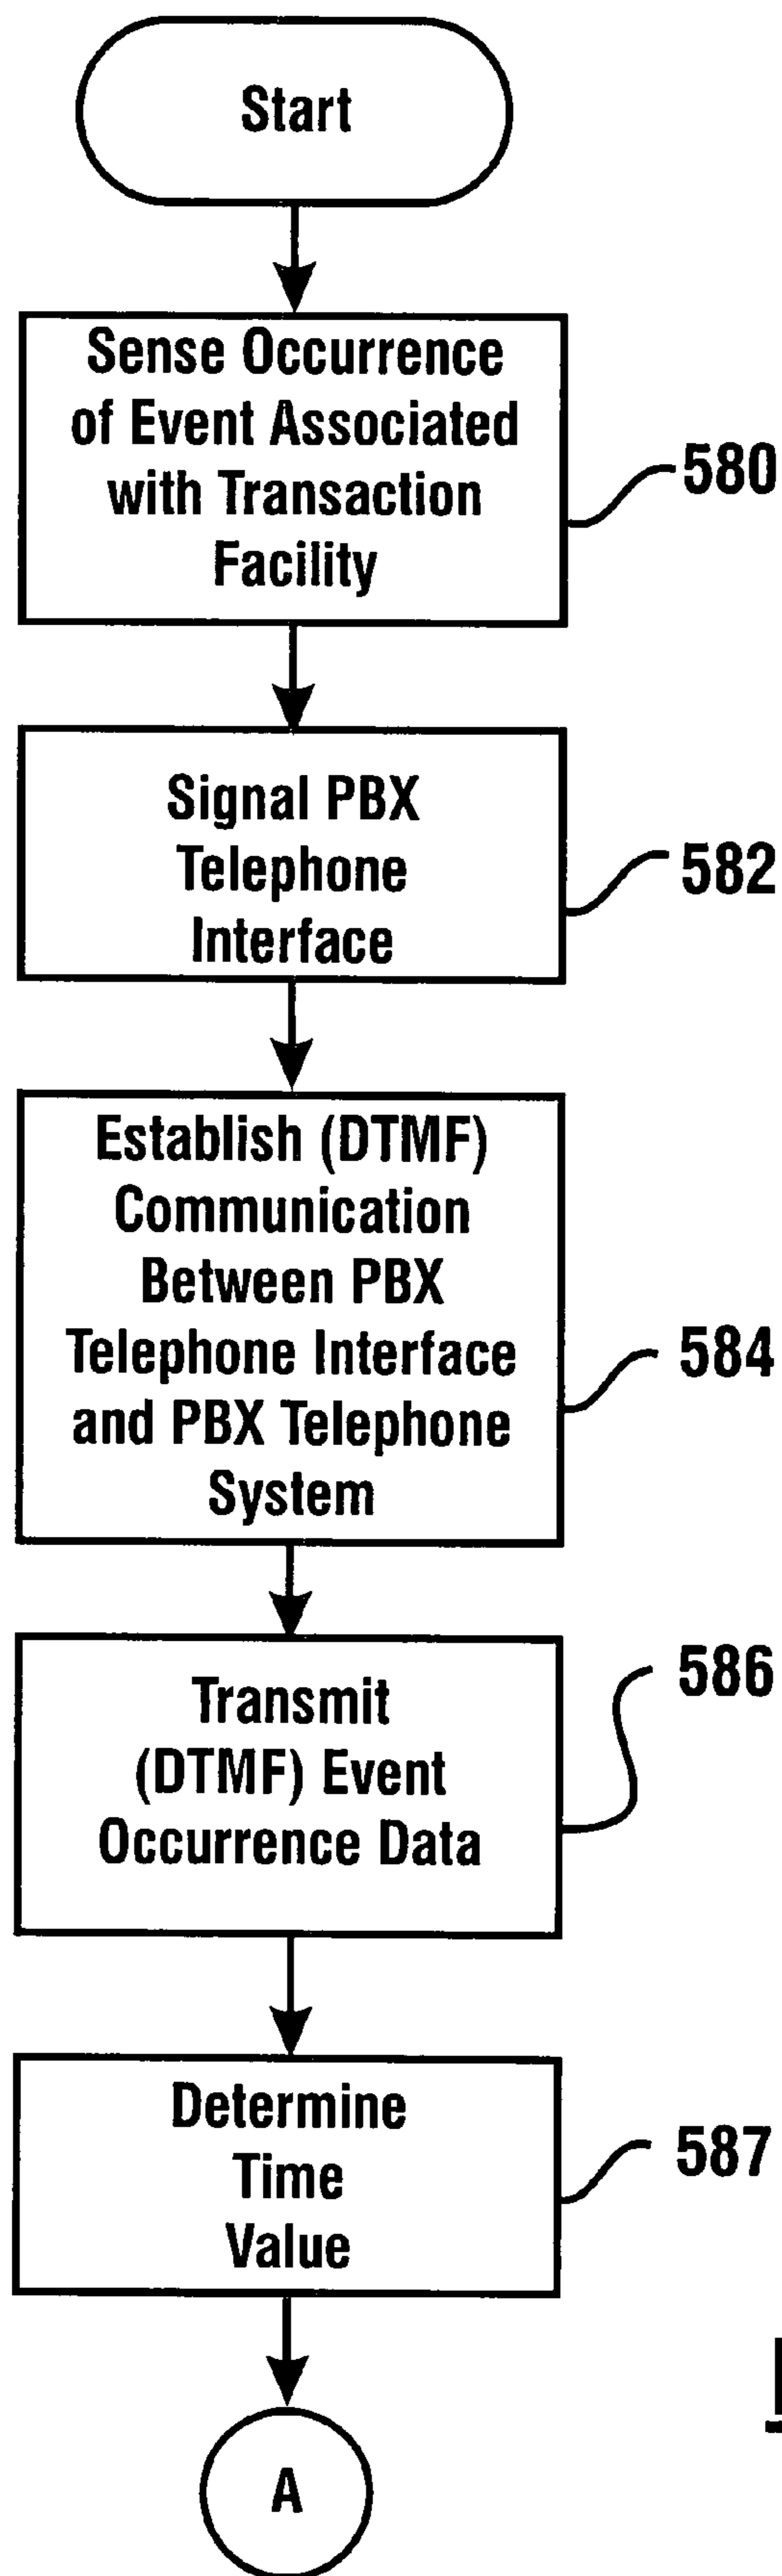 Start
Sense Occurrence
of Event Associated
with Transaction
Facility
580
Signal PBX
Telephone
Interface
582
Establish (DTMF)
Communication
Between PBX
Telephone Interface
and PBX Telephone
System
584
Transmit
(DTMF) Event
Occurrence Data
586
Determine
Time
Value
587
A